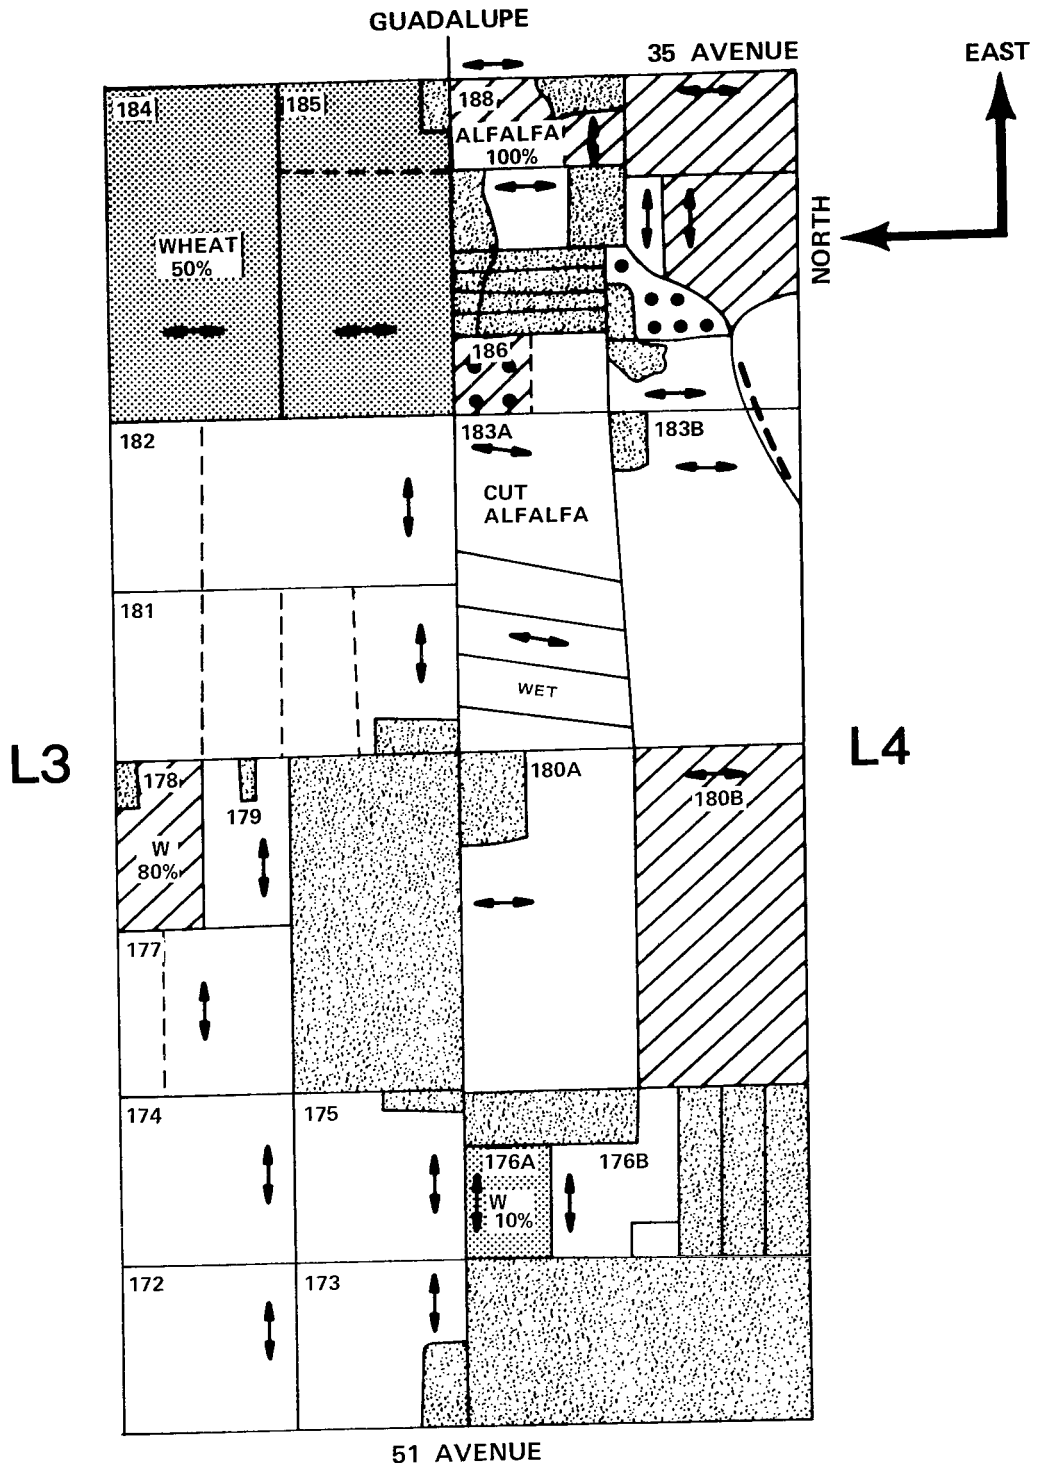 GUADALUPE
35 AVENUE
EAST
184
185
188
ALFALFA
100%
WHEAT
50%
NORTH
186
182
183A
183B
CUT
ALFALFA
181
WET
L3
L4
178
179
180A
180B
W
80%
177
174
175
176A
176B
W
10%
172
173
51 AVENUE